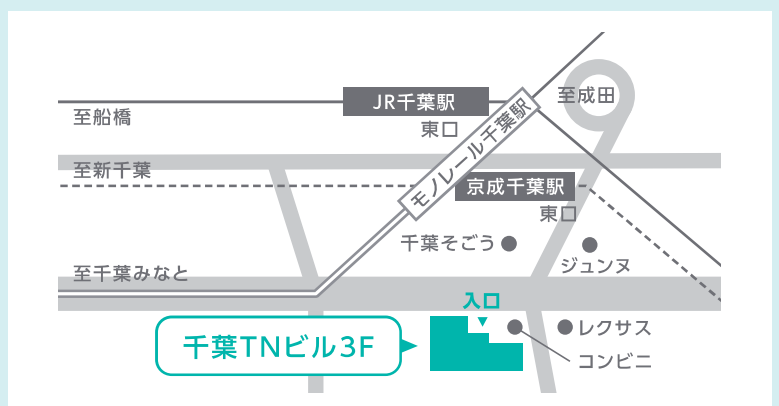 JR千葉駅
至成田
至船橋
東口
モノレール千葉駅
至新千葉
京成千葉駅
東口
千葉そごう
ジュンヌ
至千葉みなと
入口
レクサス
千葉TNビル3F
コンビニ